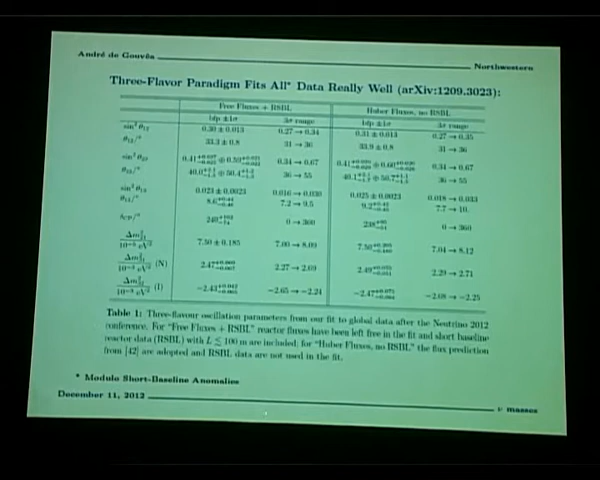 André de Gouvêa
Northwestern
Three-Flavor Paradigm Fits All* Data Really Well (arXiv:1209.3023):
Free Fluxes + RSBL Huber Fluxes, no RSBL
bfp ±1σ 3σ range bfp ±1σ 3σ range
sin² θ₁₂ 0.30 ± 0.013 0.27 → 0.34 0.31 ± 0.013 0.27 → 0.35
θ₁₂/° 33.3 ± 0.8 31 → 36 33.9 ± 0.8 31 → 36
sin² θ₂₃ 0.34 → 0.67 0.34 → 0.67
θ₂₃/° 36 → 55 36 → 55
sin² θ₁₃ 0.023 ± 0.0023 0.016 → 0.030 0.025 ± 0.0023 0.018 → 0.033
θ₁₃/° 7.2 → 9.5 7.7 → 10.
δCP/° 0 → 360 0 → 360
Δm²₂₁
10⁻⁵ eV² 7.50 ± 0.185 7.00 → 8.09 7.04 → 8.12
(N) 2.27 → 2.69 2.29 → 2.71
(I) −2.65 → −2.24 −2.68 → −2.25
Table 1: Three-flavour oscillation parameters from our fit to global data after the Neutrino 2012
conference. For "Free Fluxes + RSBL" reactor fluxes have been left free in the fit and short baseline
reactor data (RSBL) with L ≲ 100 m are included; for "Huber Fluxes, no RSBL" the flux prediction
from [42] are adopted and RSBL data are not used in the fit.
* Modulo Short-Baseline Anomalies
December 11, 2012
ν masses